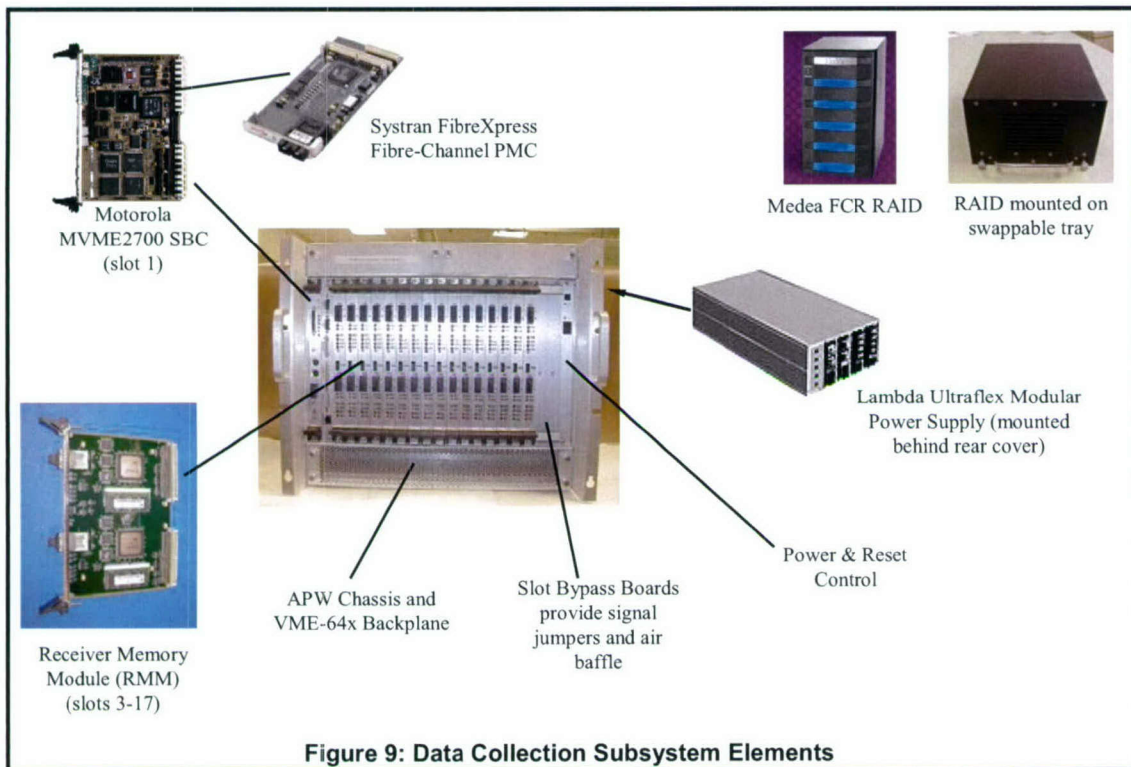 Systran FibreXpress
Fibre-Channel PMC
Motorola
MVME2700 SBC
(slot 1)
Medea FCR RAID
RAID mounted on
swappable tray
Lambda Ultraflex Modular
Power Supply (mounted
behind rear cover)
Receiver Memory
Module (RMM)
(slots 3-17)
APW Chassis and
VME-64x Backplane
Slot Bypass Boards
provide signal
jumpers and air
baffle
Power & Reset
Control
Figure 9: Data Collection Subsystem Elements